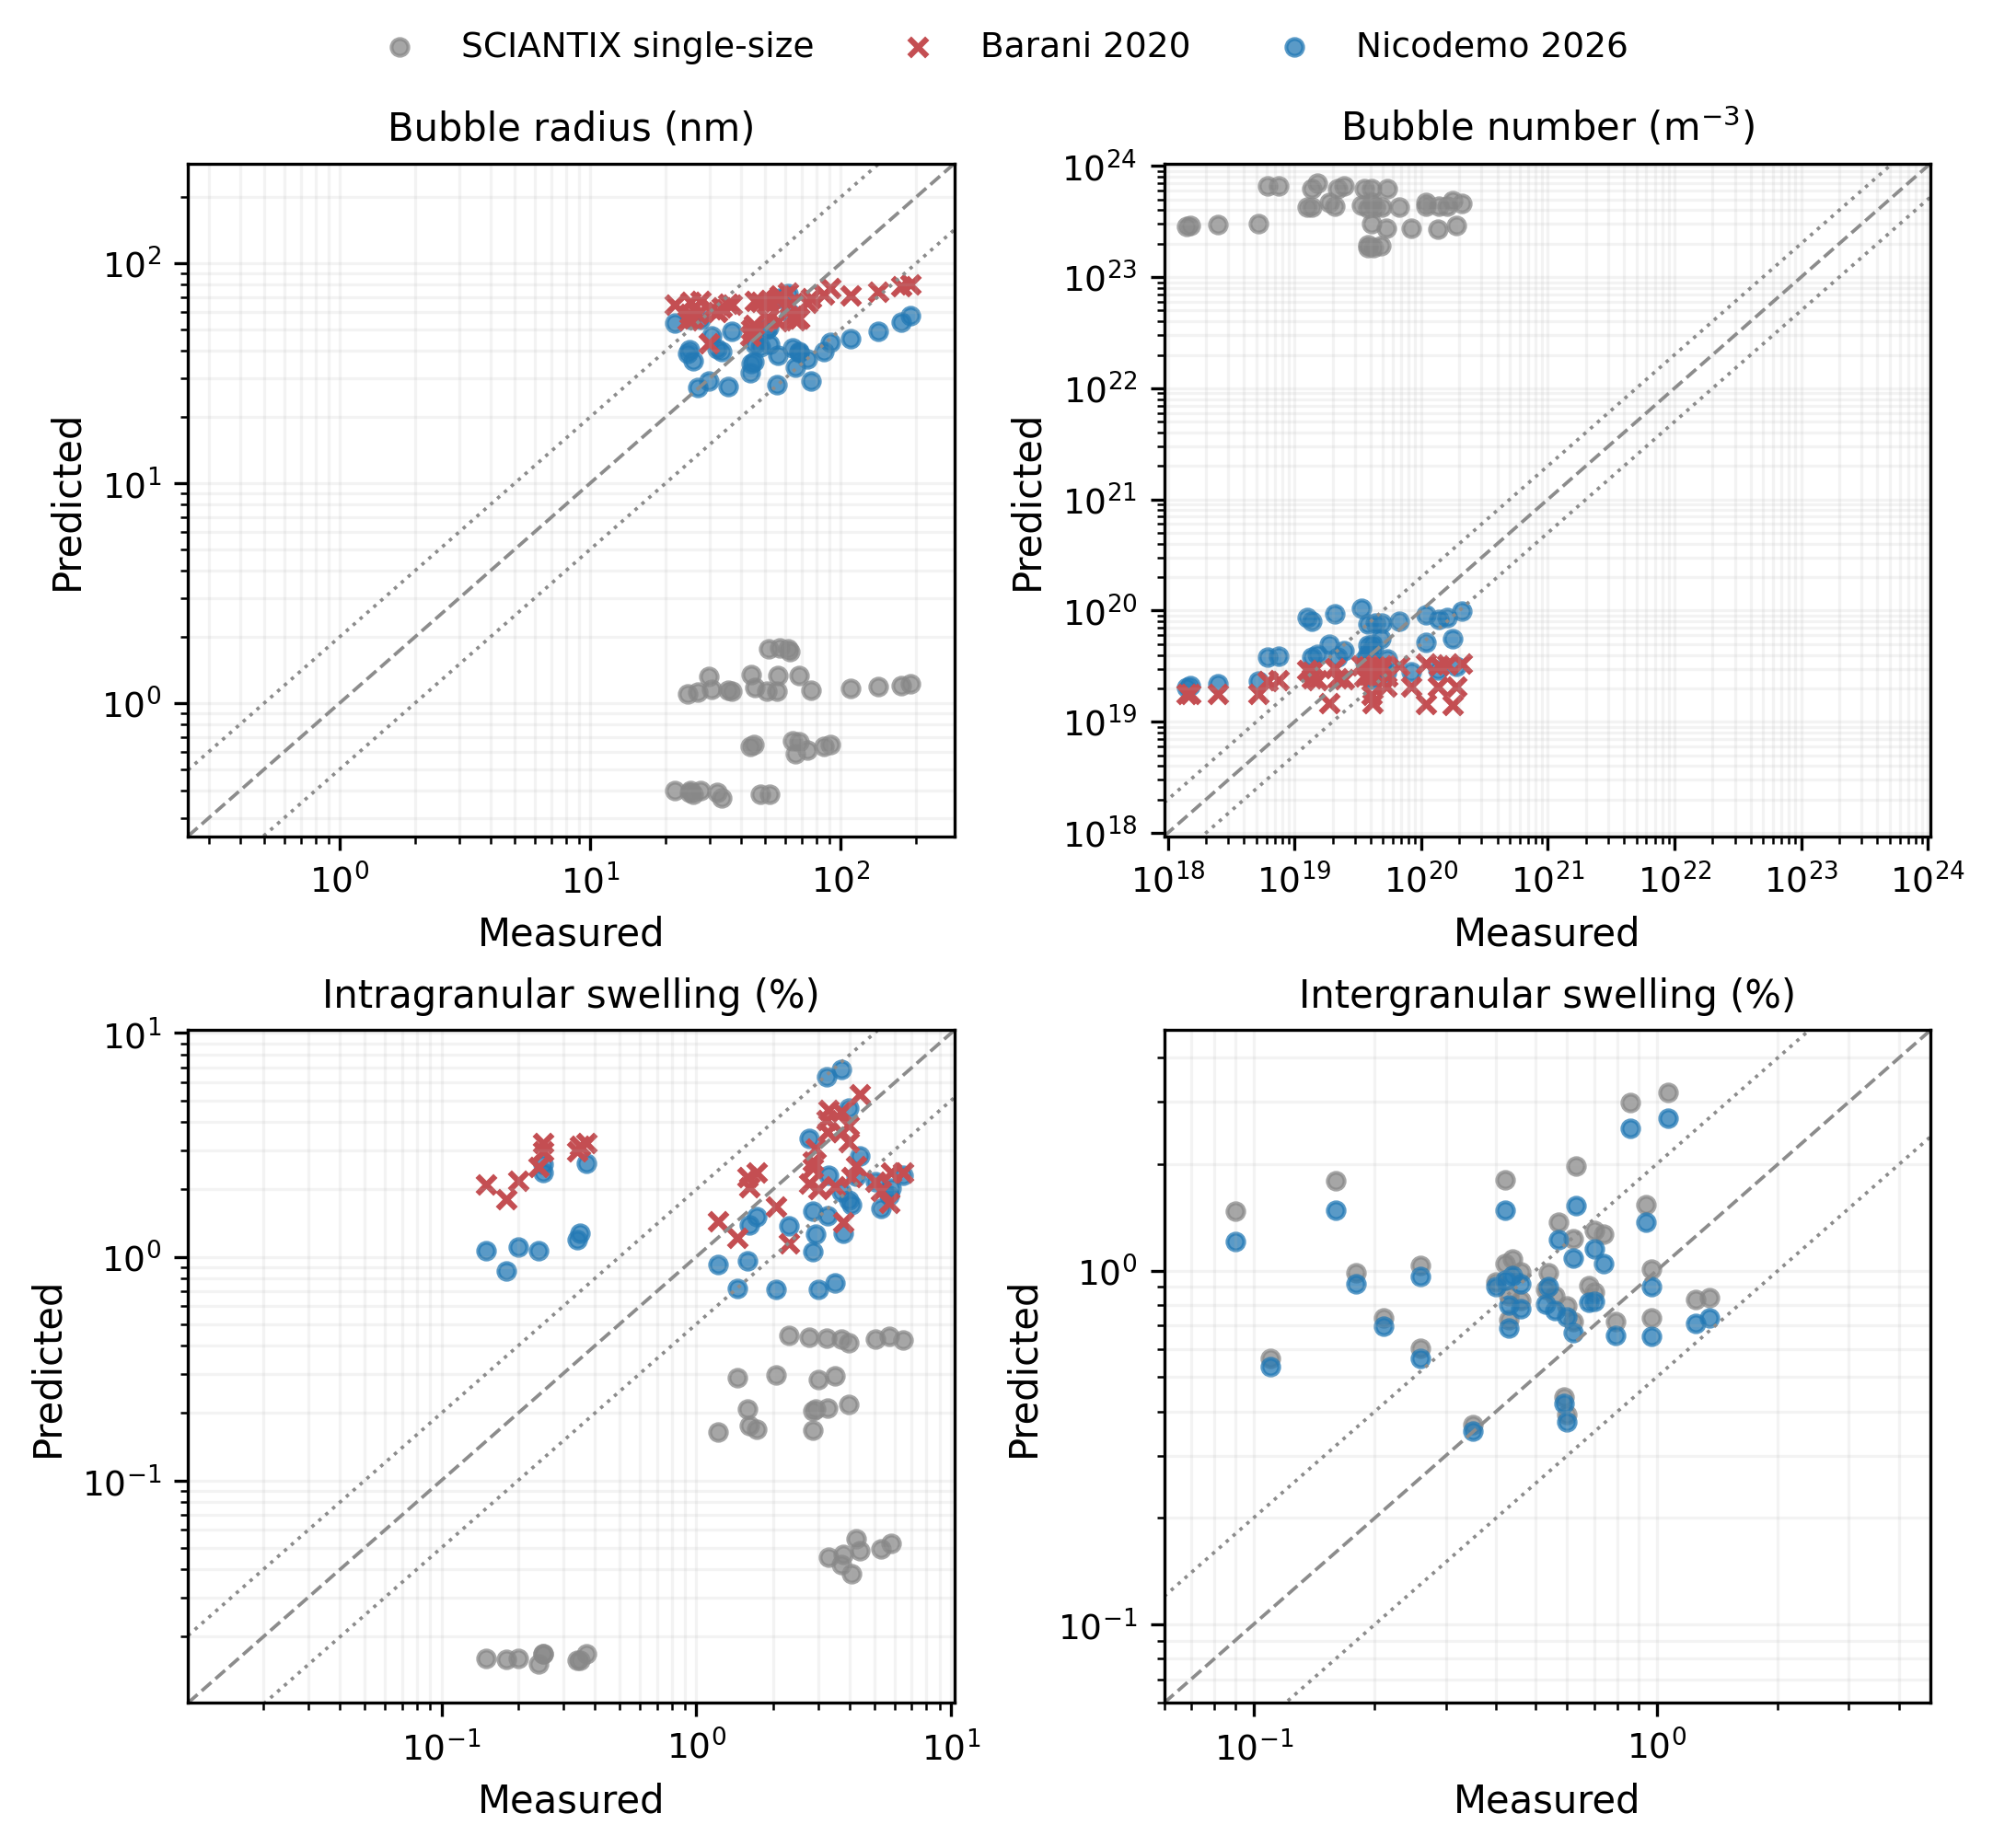 SCIANTIX single-size Barani 2020 Nicodemo 2026
Bubble radius (nm)
Predicted
10² 10¹ 10⁰
10⁰ 10¹ 10²
Measured
Bubble number (m⁻³)
Predicted
10²⁴ 10²³ 10²² 10²¹ 10²⁰ 10¹⁹ 10¹⁸
10¹⁸ 10¹⁹ 10²⁰ 10²¹ 10²² 10²³ 10²⁴
Measured
Intragranular swelling (%)
Predicted
10¹ 10⁰ 10⁻¹
10⁻¹ 10⁰ 10¹
Measured
Intergranular swelling (%)
Predicted
10⁰ 10⁻¹
10⁻¹ 10⁰
Measured